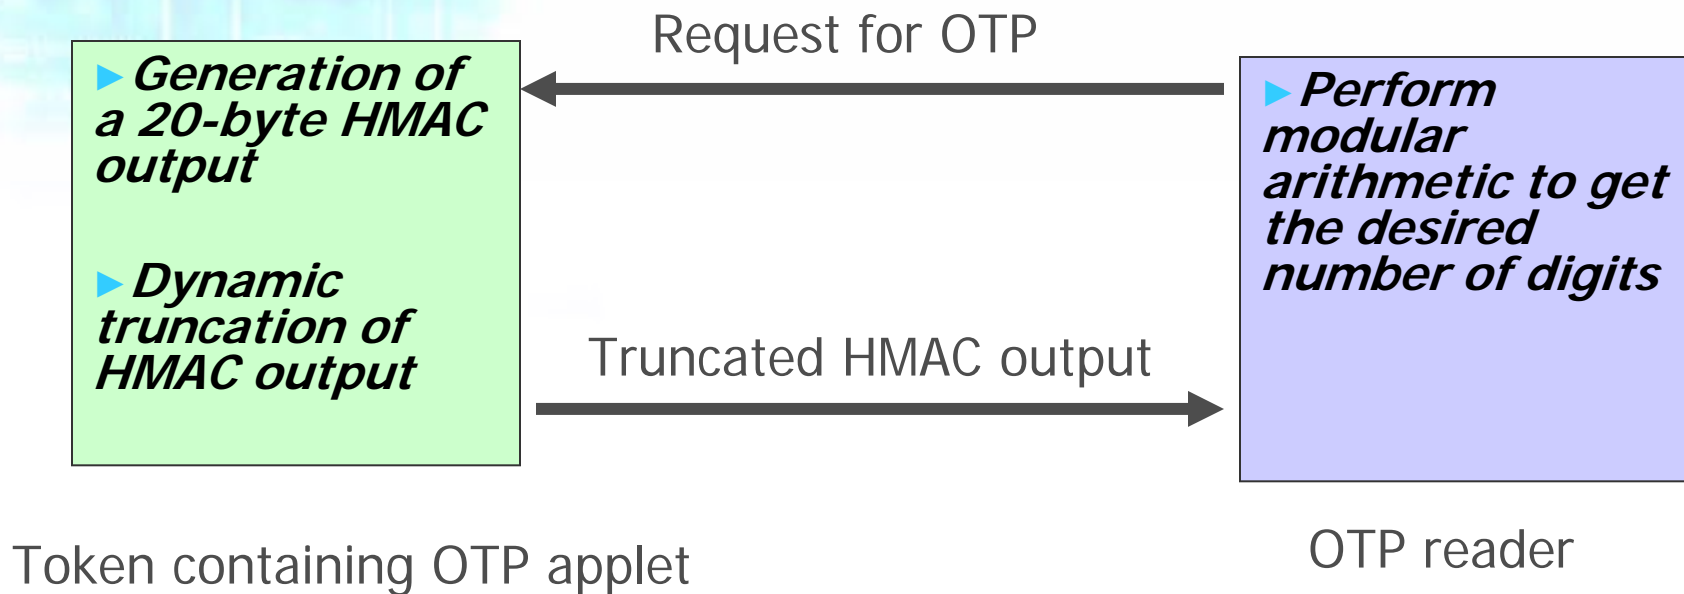 Request for OTP
►Generation of
a 20-byte HMAC
output
►Dynamic
truncation of
HMAC output
Truncated HMAC output
►Perform
modular
arithmetic to get
the desired
number of digits
Token containing OTP applet
OTP reader